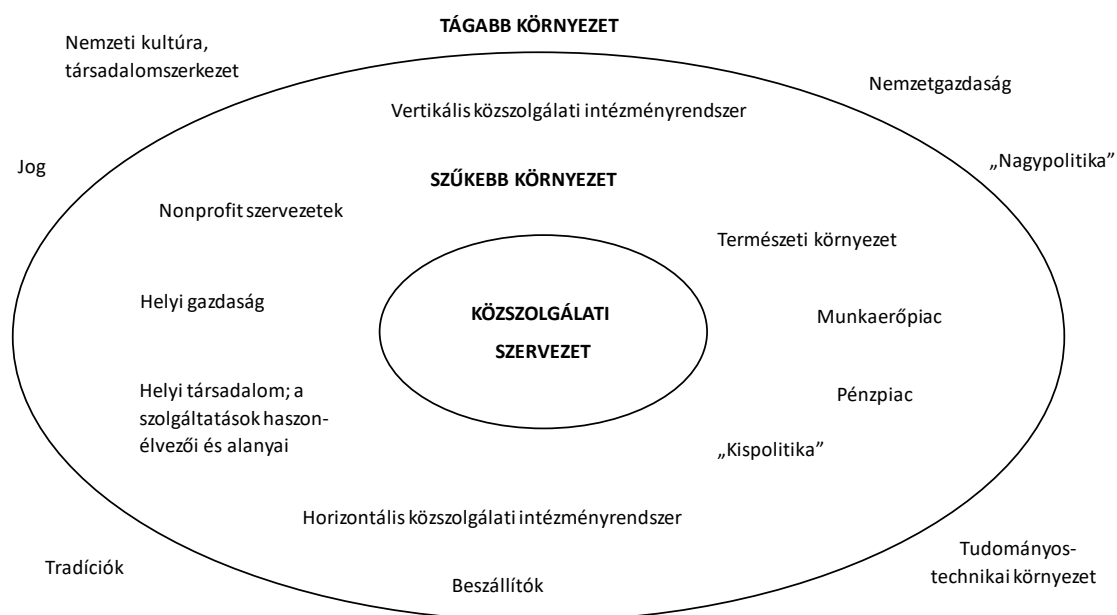 TÁGABB KÖRNYEZET
Nemzeti kultúra,
társadalomszerkezet
Nemzetgazdaság
Vertikális közszolgálati intézményrendszer
Jog
„Nagypolitika”
SZŰKEBB KÖRNYEZET
Nonprofit szervezetek
Természeti környezet
Helyi gazdaság
KÖZSZOLGÁLATI
SZERVEZET
Munkaerőpiac
Helyi társadalom; a
szolgáltatások haszon-
élvezői és alanyai
Pénzpiac
„Kispolitika”
Horizontális közszolgálati intézményrendszer
Tradíciók
Beszállítók
Tudományos-
technikai környezet